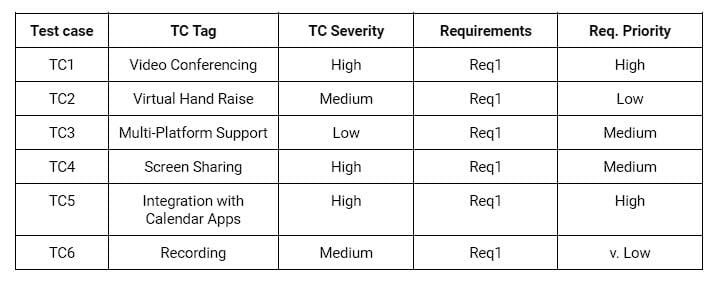 Test case TC Tag TC Severity Requirements Req. Priority
TC1 Video Conferencing High Req1 High
TC2 Virtual Hand Raise Medium Req1 Low
TC3 Multi-Platform Support Low Req1 Medium
TC4 Screen Sharing High Req1 Medium
TC5 Integration with High Req1 High
Calendar Apps
TC6 Recording Medium Req1 v. Low